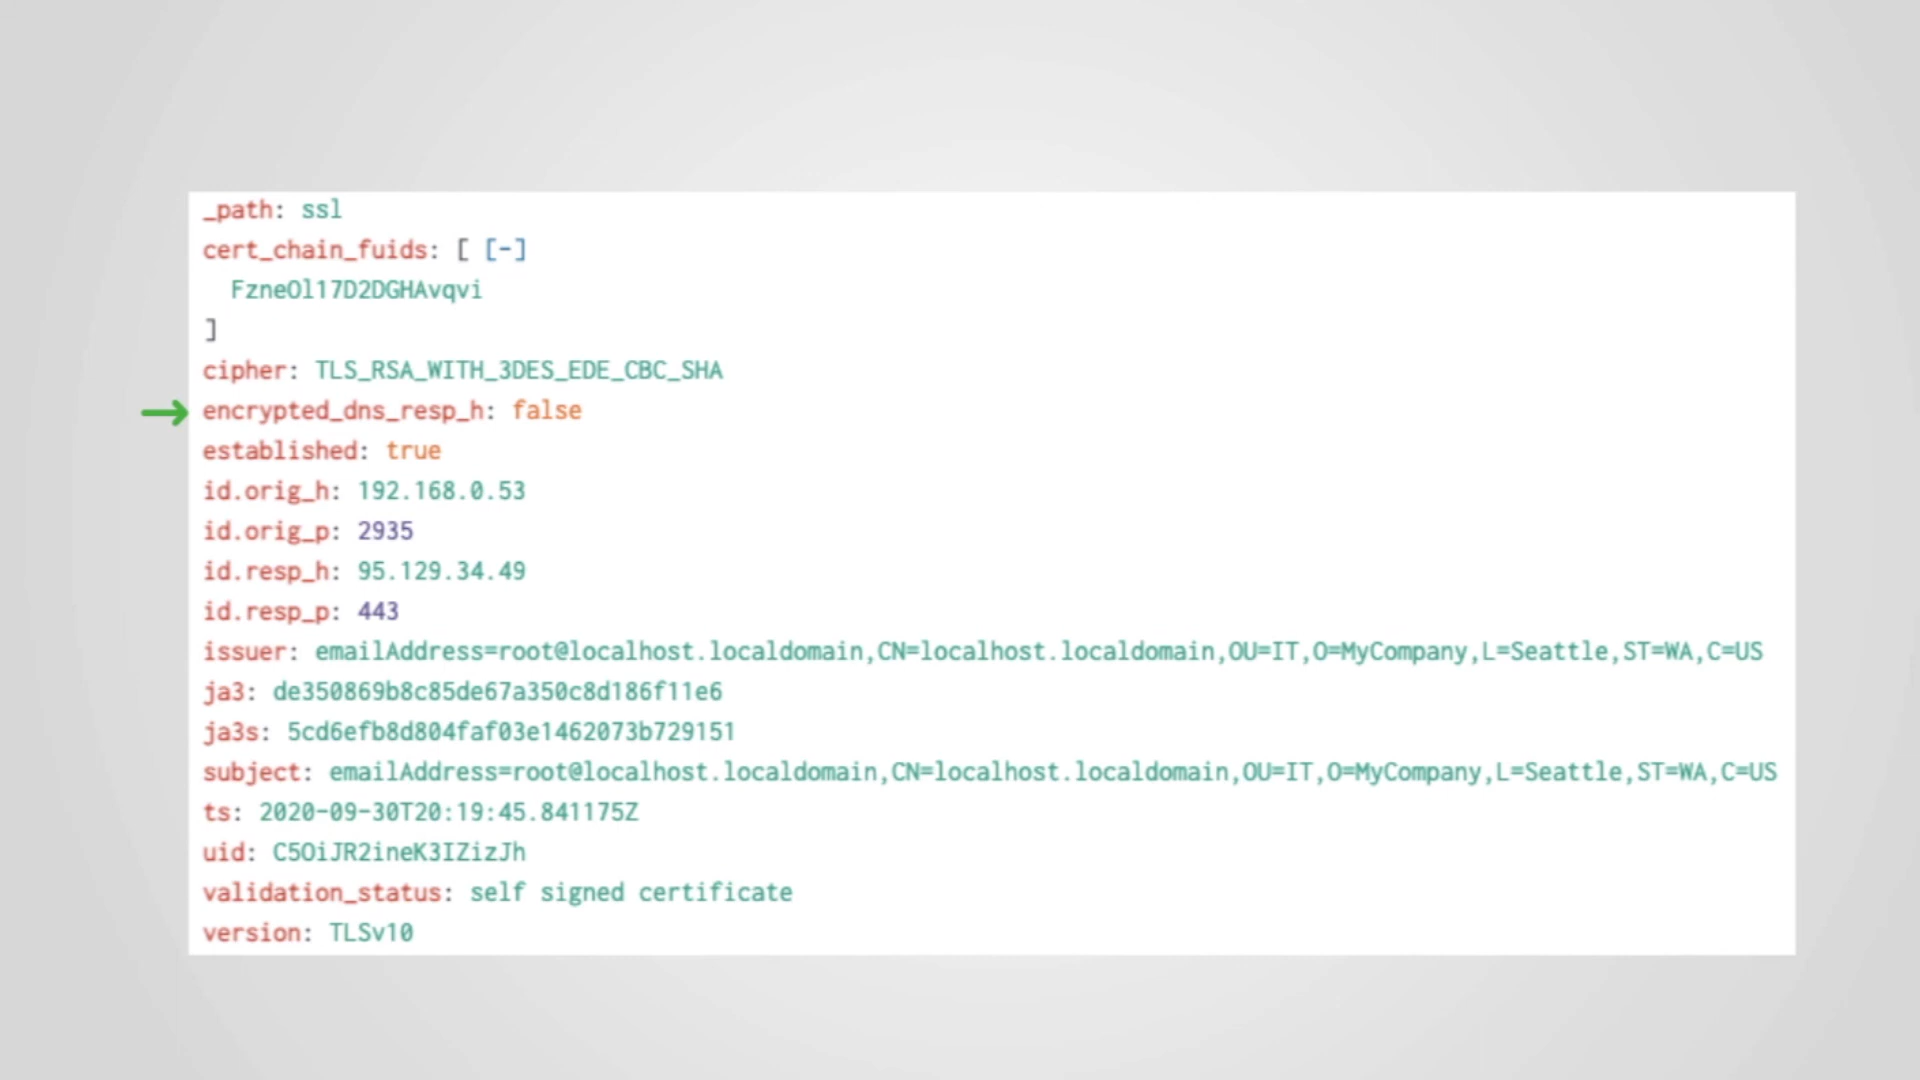 _path: ssl
cert_chain_fuids: [ [-]
FzneOl17D2DGHAvqvi
]
cipher: TLS_RSA_WITH_3DES_EDE_CBC_SHA
encrypted_dns_resp_h: false
established: true
id.orig_h: 192.168.0.53
id.orig_p: 2935
id.resp_h: 95.129.34.49
id.resp_p: 443
issuer: emailAddress=root@localhost.localdomain,CN=localhost.localdomain,OU=IT,O=MyCompany,L=Seattle,ST=WA,C=US
ja3: de350869b8c85de67a350c8d186f11e6
ja3s: 5cd6efb8d804faf03e1462073b729151
subject: emailAddress=root@localhost.localdomain,CN=localhost.localdomain,OU=IT,O=MyCompany,L=Seattle,ST=WA,C=US
ts: 2020-09-30T20:19:45.841175Z
uid: C5OiJR2ineK3IZizJh
validation_status: self signed certificate
version: TLSv10